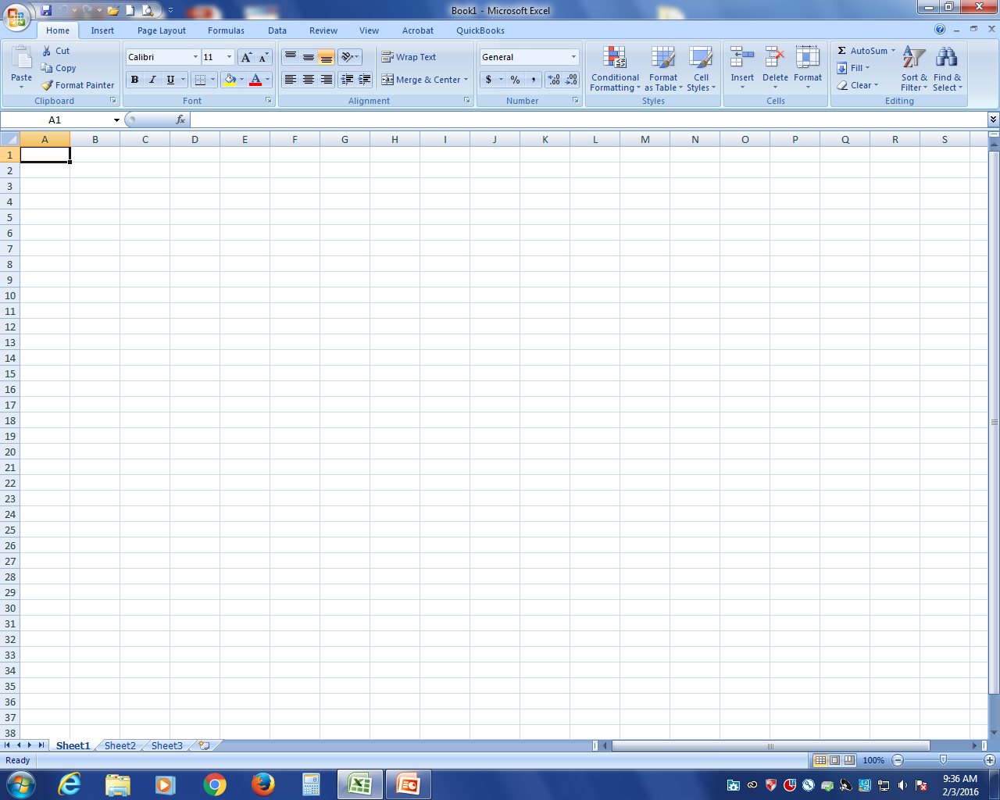 Book1 - Microsoft Excel
Home Insert Page Layout Formulas Data Review View Acrobat QuickBooks
Paste
Cut
Copy
Format Painter
Clipboard
Calibri 11
A A
B I U A
Font
Wrap Text
Merge & Center
Alignment
General
$ % , .00 .0 .00
Number
Conditional Formatting
Format as Table
Cell Styles
Styles
Insert
Delete
Format
Cells
Σ AutoSum
Fill
Clear
Sort & Filter
Find & Select
Editing
A1 fx
A B C D E F G H I J K L M N O P Q R S
1
2
3
4
5
6
7
8
9
10
11
12
13
14
15
16
17
18
19
20
21
22
23
24
25
26
27
28
29
30
31
32
33
34
35
36
37
38
Sheet1 Sheet2 Sheet3
Ready 100%
9:36 AM
2/3/2016